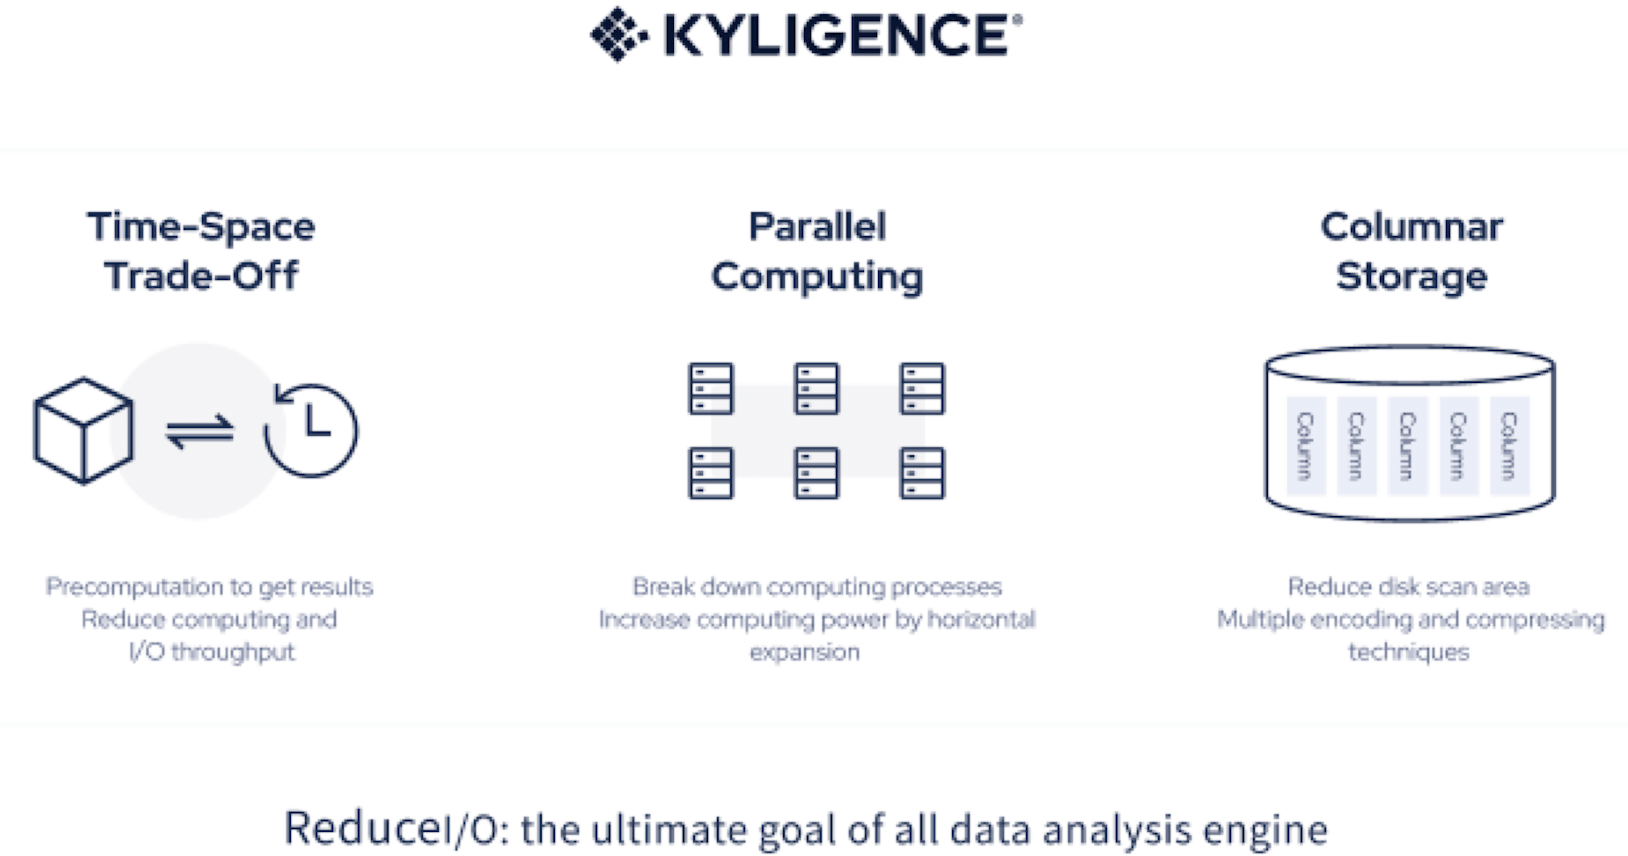 KYLIGENCE®
Time-Space
Trade-Off
Precomputation to get results
Reduce computing and
I/O throughput
Parallel
Computing
Break down computing processes
Increase computing power by horizontal
expansion
Columnar
Storage
Column Column Column Column Column
Reduce disk scan area
Multiple encoding and compressing
techniques
ReduceI/O: the ultimate goal of all data analysis engine